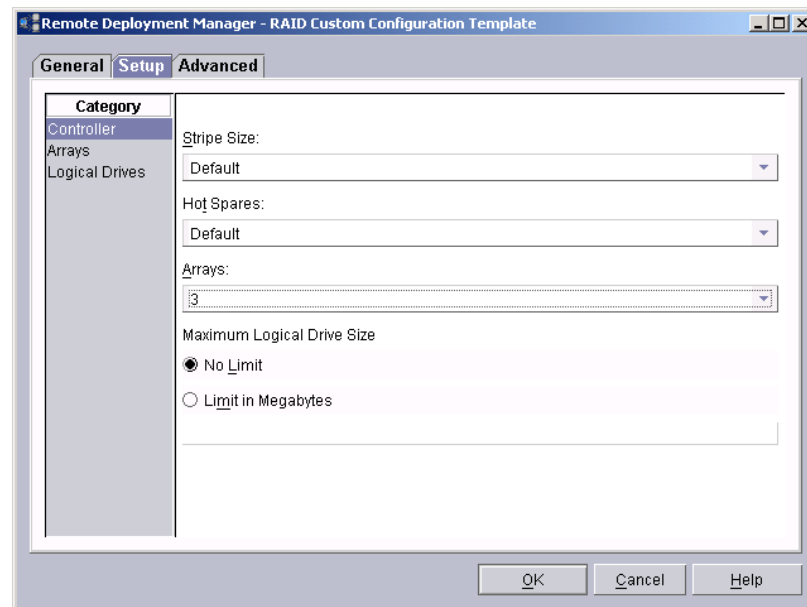 Remote Deployment Manager - RAID Custom Configuration Template
General Setup Advanced
Category
Controller
Arrays
Logical Drives
Stripe Size:
Default
Hot Spares:
Default
Arrays:
3
Maximum Logical Drive Size
No Limit
Limit in Megabytes
OK Cancel Help